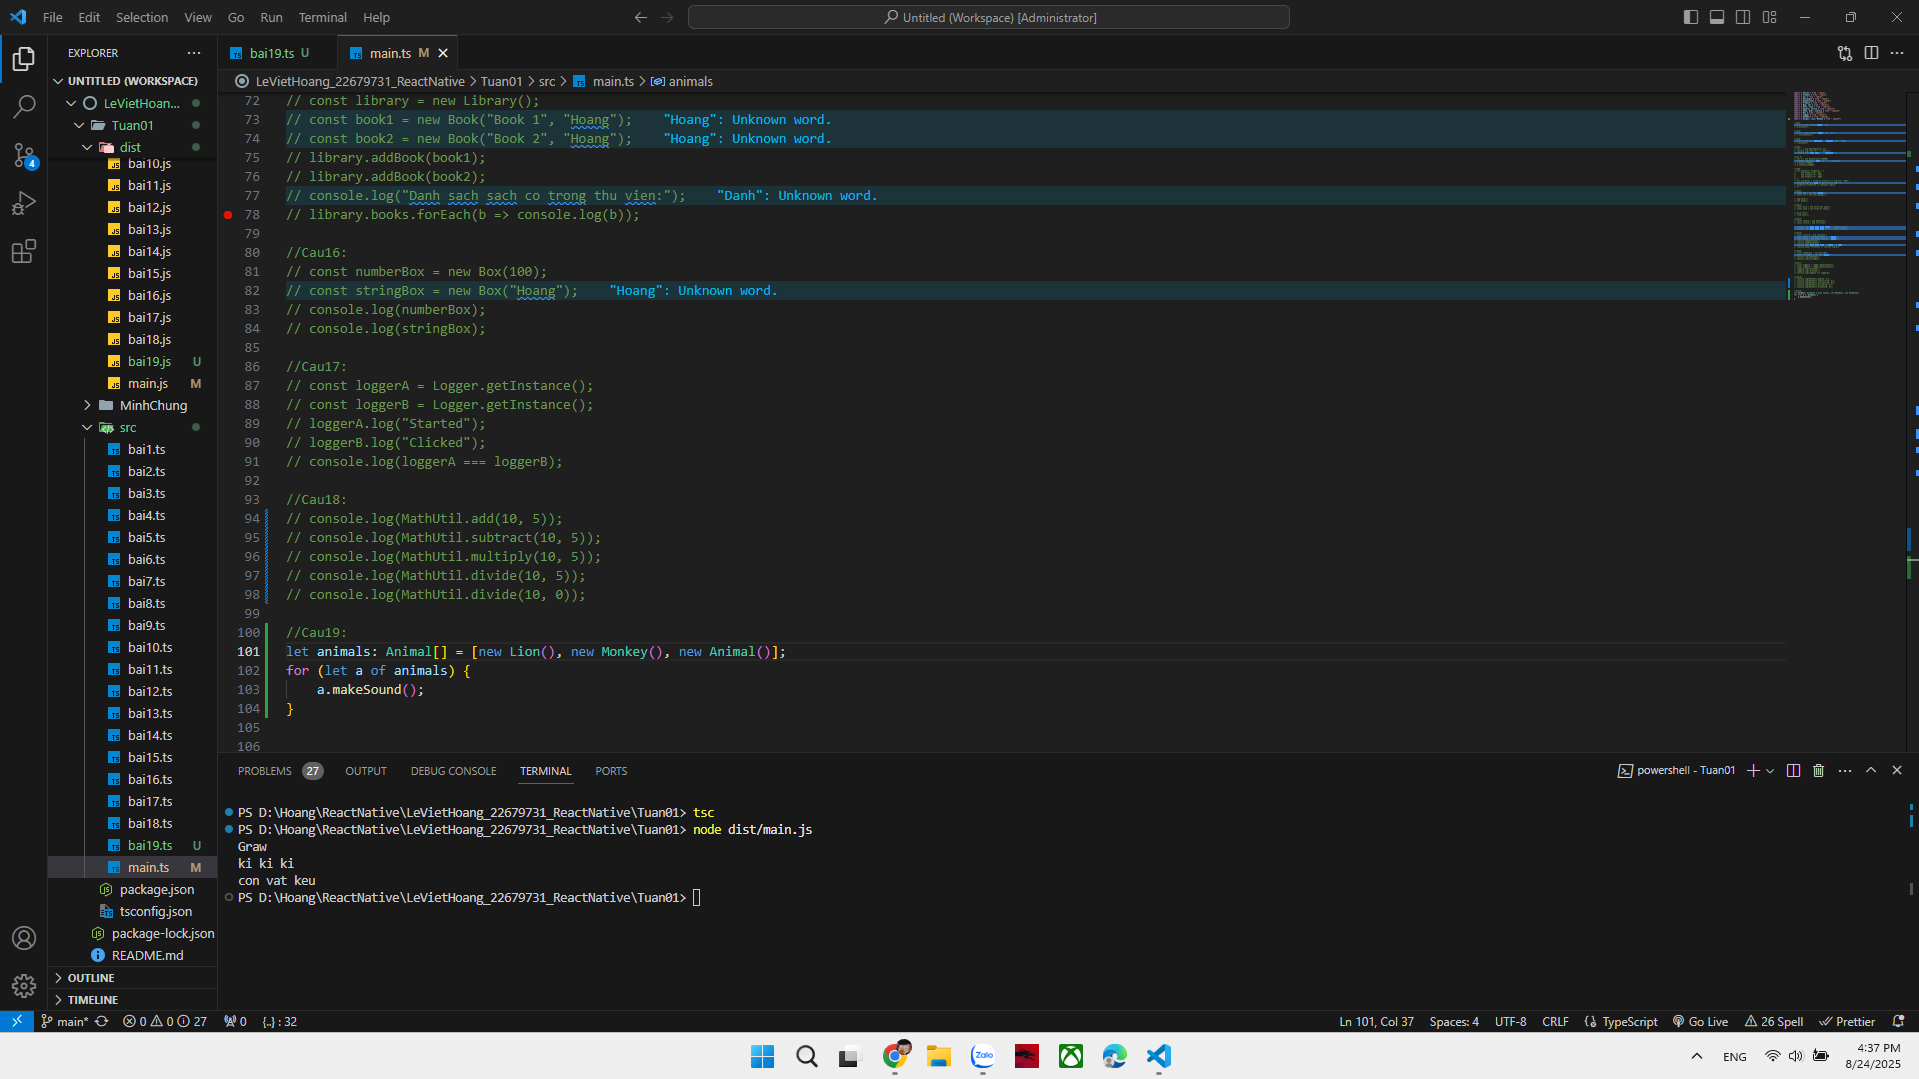 File Edit Selection View Go Run Terminal Help
Untitled (Workspace) [Administrator]
EXPLORER
UNTITLED (WORKSPACE)
LeVietHoan...
Tuan01
dist
bai10.js
bai11.js
bai12.js
bai13.js
bai14.js
bai15.js
bai16.js
bai17.js
bai18.js
bai19.js U
main.js M
MinhChung
src
bai1.ts
bai2.ts
bai3.ts
bai4.ts
bai5.ts
bai6.ts
bai7.ts
bai8.ts
bai9.ts
bai10.ts
bai11.ts
bai12.ts
bai13.ts
bai14.ts
bai15.ts
bai16.ts
bai17.ts
bai18.ts
bai19.ts U
main.ts M
package.json
tsconfig.json
package-lock.json
README.md
OUTLINE
TIMELINE
4
bai19.ts U
main.ts M
LeVietHoang_22679731_ReactNative > Tuan01 > src > main.ts > animals
72 // const library = new Library();
73 // const book1 = new Book("Book 1", "Hoang"); "Hoang": Unknown word.
74 // const book2 = new Book("Book 2", "Hoang"); "Hoang": Unknown word.
75 // library.addBook(book1);
76 // library.addBook(book2);
77 // console.log("Danh sach sach co trong thu vien:"); "Danh": Unknown word.
78 // library.books.forEach(b => console.log(b));
79
80 //Cau16:
81 // const numberBox = new Box(100);
82 // const stringBox = new Box("Hoang"); "Hoang": Unknown word.
83 // console.log(numberBox);
84 // console.log(stringBox);
85
86 //Cau17:
87 // const loggerA = Logger.getInstance();
88 // const loggerB = Logger.getInstance();
89 // loggerA.log("Started");
90 // loggerB.log("Clicked");
91 // console.log(loggerA === loggerB);
92
93 //Cau18:
94 // console.log(MathUtil.add(10, 5));
95 // console.log(MathUtil.subtract(10, 5));
96 // console.log(MathUtil.multiply(10, 5));
97 // console.log(MathUtil.divide(10, 5));
98 // console.log(MathUtil.divide(10, 0));
99
100 //Cau19:
101 let animals: Animal[] = [new Lion(), new Monkey(), new Animal()];
102 for (let a of animals) {
103 a.makeSound();
104 }
105
106
PROBLEMS 27 OUTPUT DEBUG CONSOLE TERMINAL PORTS
powershell - Tuan01
PS D:\Hoang\ReactNative\LeVietHoang_22679731_ReactNative\Tuan01> tsc
PS D:\Hoang\ReactNative\LeVietHoang_22679731_ReactNative\Tuan01> node dist/main.js
Graw
ki ki ki
con vat keu
PS D:\Hoang\ReactNative\LeVietHoang_22679731_ReactNative\Tuan01>
main* 0 0 27 0 {..} : 32
Ln 101, Col 37 Spaces: 4 UTF-8 CRLF {} TypeScript Go Live 26 Spell Prettier
Zalo
ENG
4:37 PM
8/24/2025